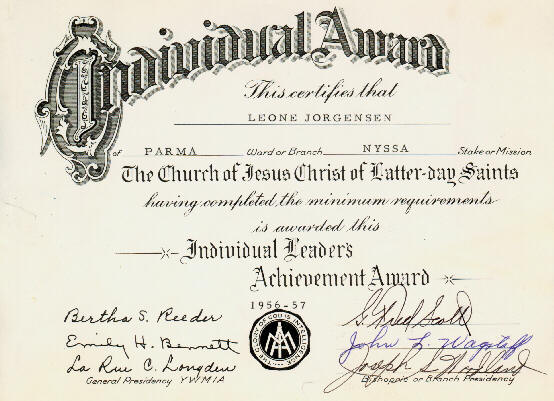 Individual Award
This certifies that
LEONE JORGENSEN
of PARMA Ward or Branch NYSSA Stake or Mission
The Church of Jesus Christ of Latter-day Saints
having completed the minimum requirements
is awarded this
Individual Leader's
Achievement Award
1956-57
Bertha S. Reeder
Emily H. Bennett
La Rue C. Longden
General Presidency YWMIA
THE GLORY OF GOD IS INTELLIGENCE
MIA
Scott
John L. Wagstaff
Joseph S. Woodland
Bishopric or Branch Presidency